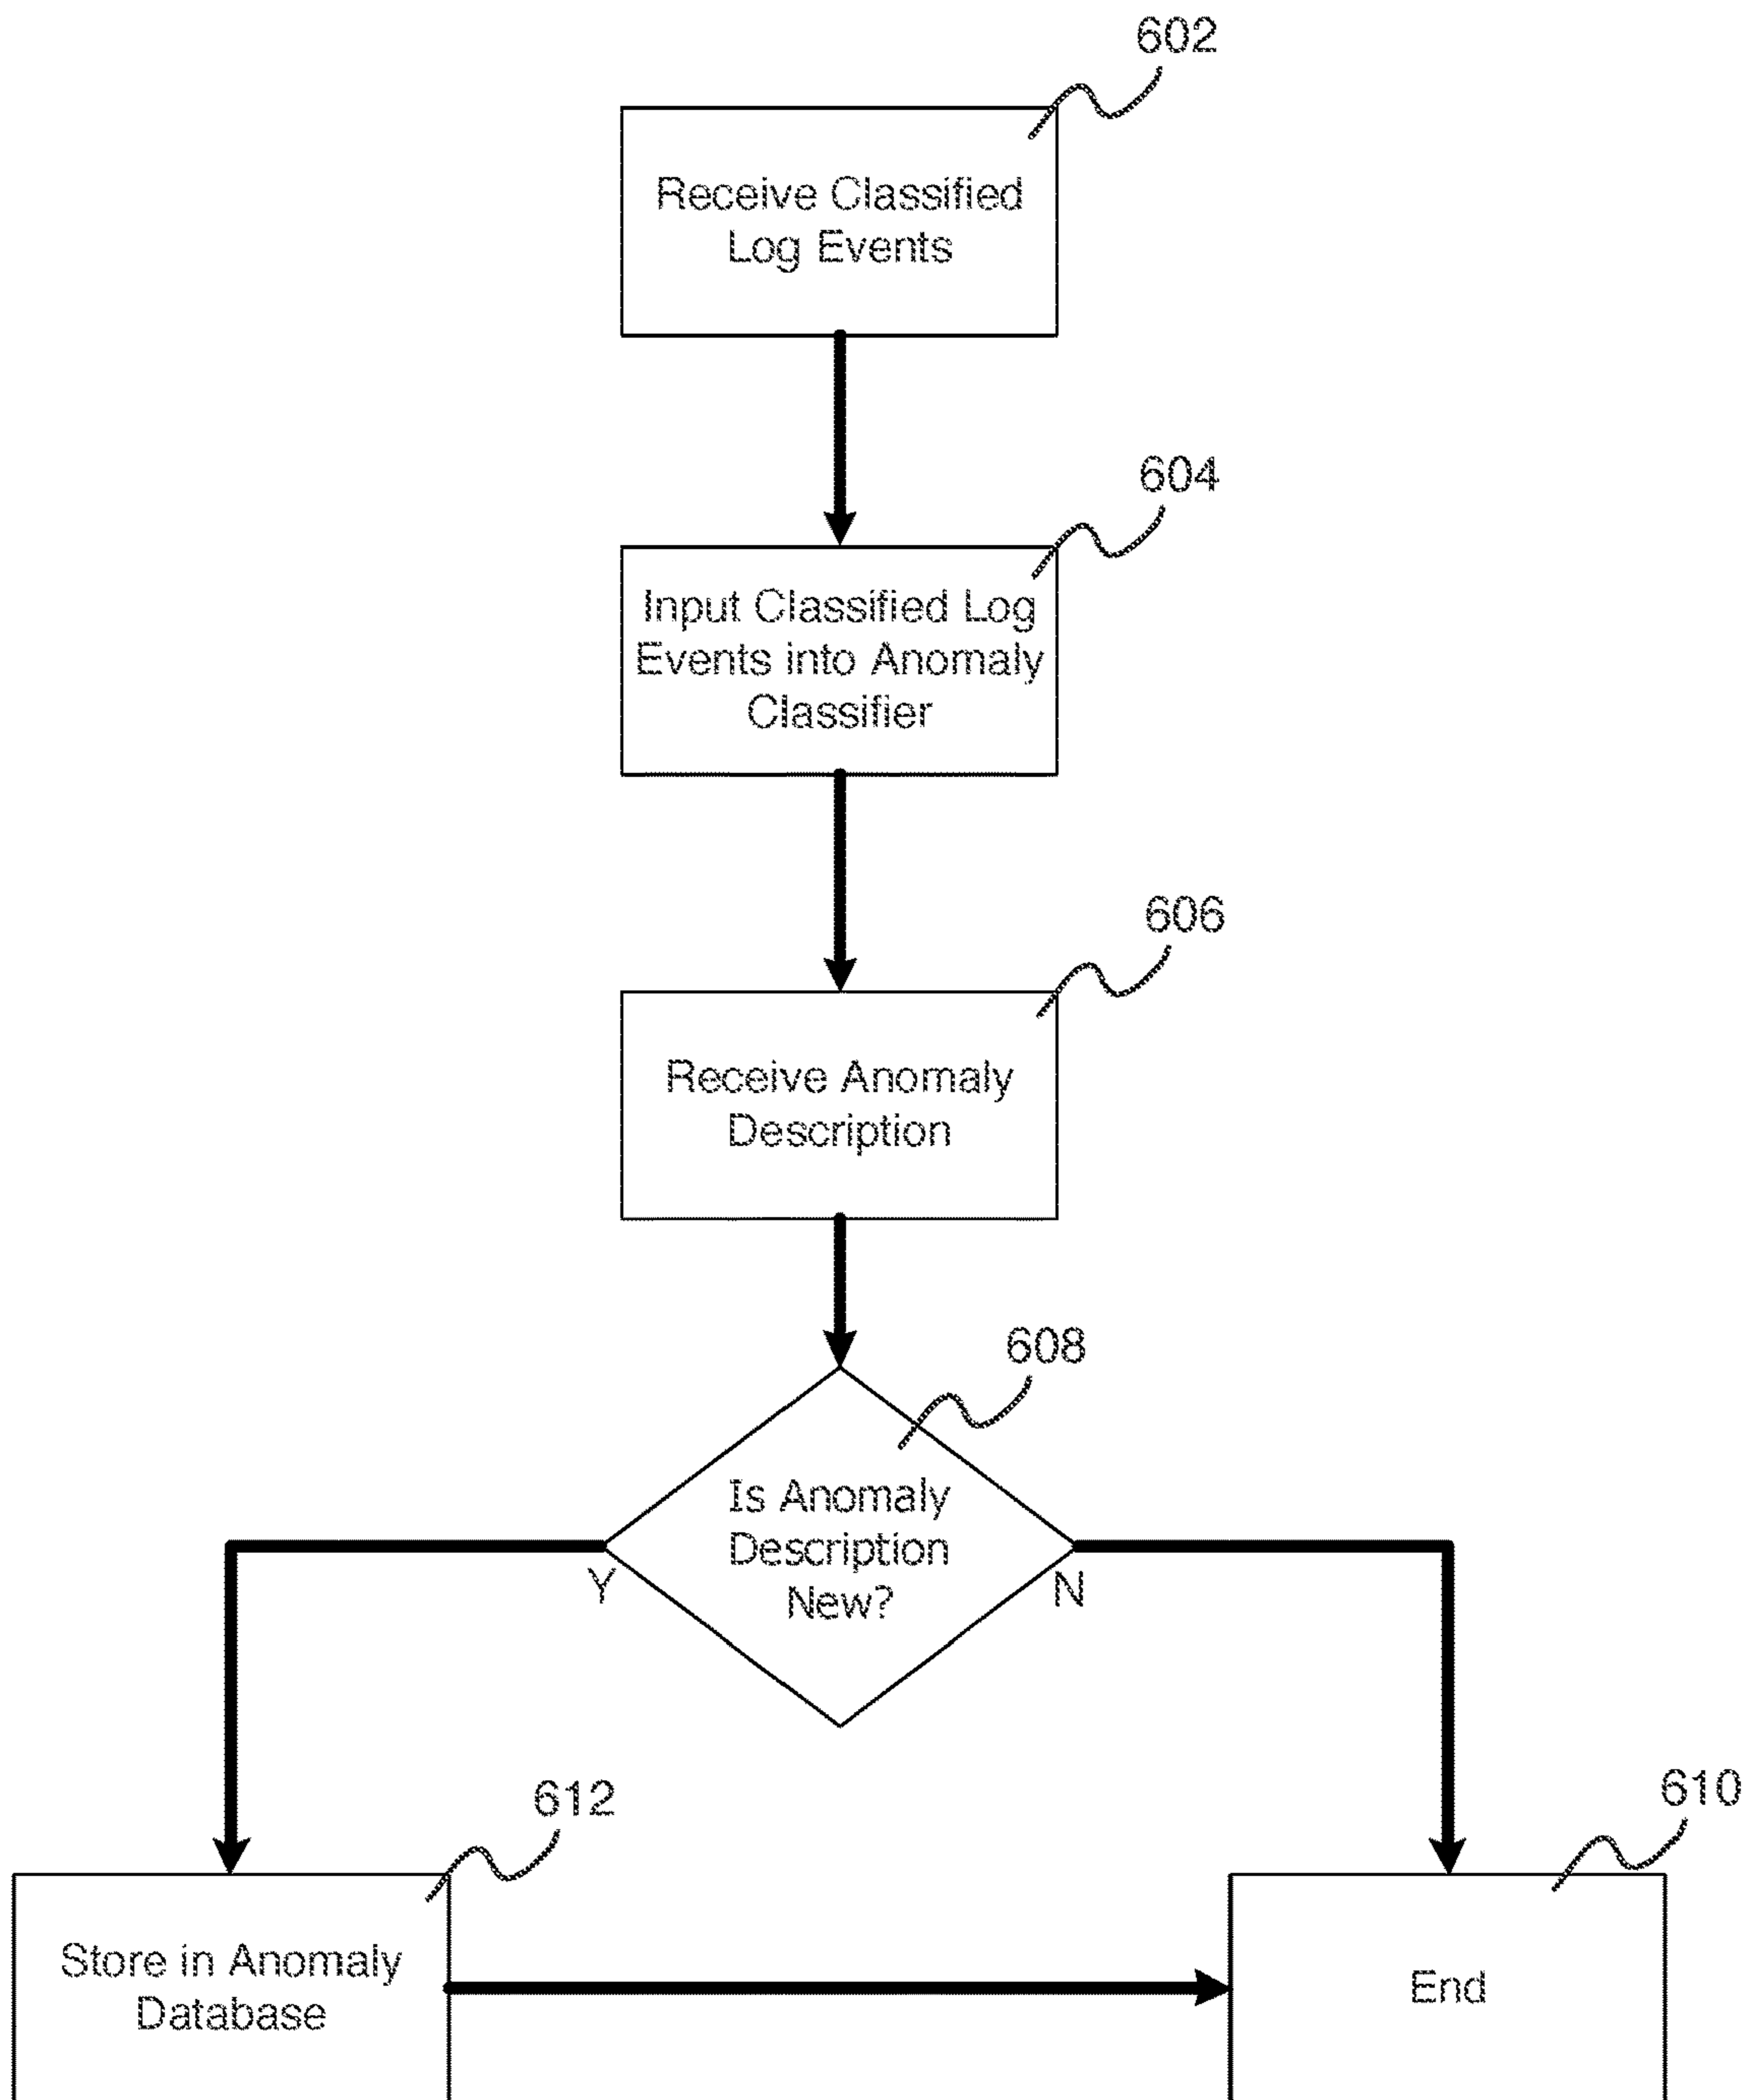 602
Receive Classified
Log Events
604
Input Classified Log
Events into Anomaly
Classifier
606
Receive Anomaly
Description
608
Is Anomaly
Description
New?
Y
N
612
610
Store in Anomaly
Database
End